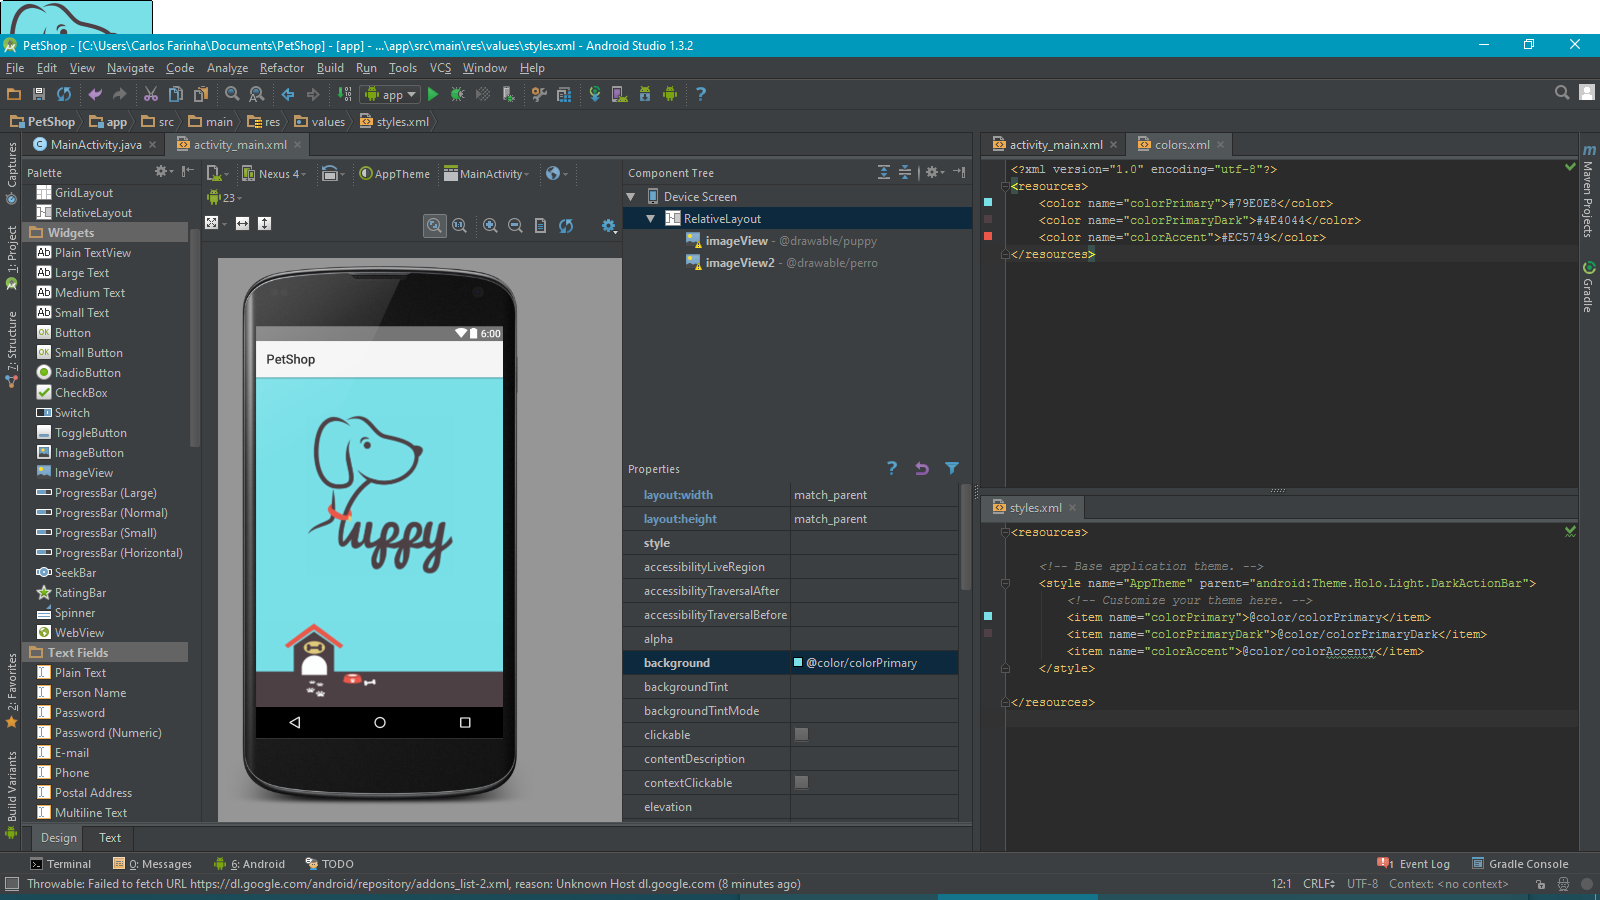 PetShop - [C:\Users\Carlos Farinha\Documents\PetShop] - [app] - ...\app\src\main\res\values\styles.xml - Android Studio 1.3.2
File Edit View Navigate Code Analyze Refactor Build Run Tools VCS Window Help
app
PetShop app src main res values styles.xml
MainActivity.java activity_main.xml
Captures
1: Project
7: Structure
2: Favorites
Build Variants
Palette
GridLayout
RelativeLayout
Widgets
Ab Plain TextView
Ab Large Text
Ab Medium Text
Ab Small Text
OK Button
OK Small Button
RadioButton
CheckBox
Switch
ToggleButton
ImageButton
ImageView
ProgressBar (Large)
ProgressBar (Normal)
ProgressBar (Small)
ProgressBar (Horizontal)
SeekBar
RatingBar
Spinner
WebView
Text Fields
Plain Text
Person Name
Password
Password (Numeric)
E-mail
Phone
Postal Address
Multiline Text
Nexus 4 AppTheme MainActivity
23
6:00
PetShop
Puppy
Design Text
Component Tree
Device Screen
RelativeLayout
imageView - @drawable/puppy
imageView2 - @drawable/perro
Properties
layout:width match_parent
layout:height match_parent
style
accessibilityLiveRegion
accessibilityTraversalAfter
accessibilityTraversalBefore
alpha
background @color/colorPrimary
backgroundTint
backgroundTintMode
clickable
contentDescription
contextClickable
elevation
activity_main.xml colors.xml
<?xml version="1.0" encoding="utf-8"?>
<resources>
<color name="colorPrimary">#79E0E8</color>
<color name="colorPrimaryDark">#4E4044</color>
<color name="colorAccent">#EC5749</color>
</resources>
styles.xml
<resources>
<!-- Base application theme. -->
<style name="AppTheme" parent="android:Theme.Holo.Light.DarkActionBar">
<!-- Customize your theme here. -->
<item name="colorPrimary">@color/colorPrimary</item>
<item name="colorPrimaryDark">@color/colorPrimaryDark</item>
<item name="colorAccent">@color/colorAccenty</item>
</style>
</resources>
m Maven Projects
Gradle
Terminal 0: Messages 6: Android TODO 1 Event Log Gradle Console
Throwable: Failed to fetch URL https://dl.google.com/android/repository/addons_list-2.xml, reason: Unknown Host dl.google.com (8 minutes ago) 12:1 CRLF UTF-8 Context: <no context>